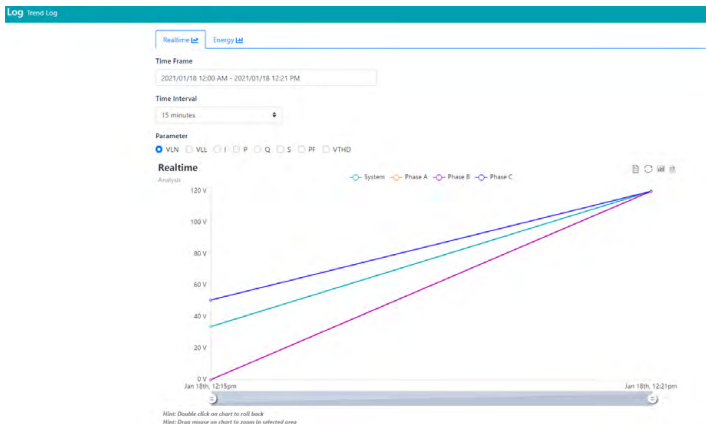 Log Trend Log
Realtime Energy
Time Frame
2021/01/18 12:00 AM - 2021/01/18 12:21 PM
Time Interval
15 minutes
Parameter
VLN VLL I P Q S PF VTHD
Realtime
Analysis
System Phase A Phase B Phase C
120 V
100 V
80 V
60 V
40 V
20 V
0 V
Jan 18th, 12:15pm Jan 18th, 12:21pm
Hint: Double click on chart to roll back
Hint: Drag mouse on chart to zoom in selected area